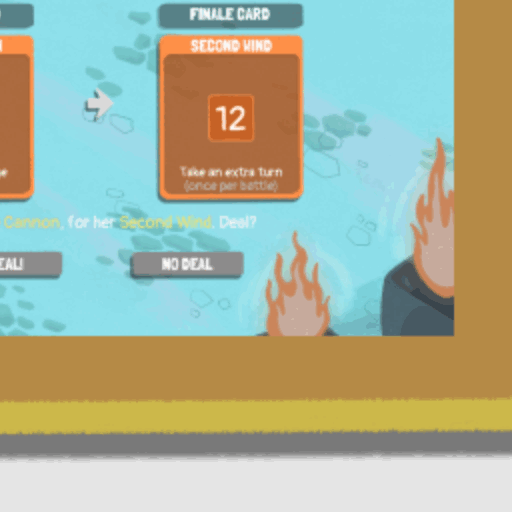 FINALE CARD
SECOND WIND
12
Take an extra turn
(once per battle)
Cannon, for her Second Wind. Deal?
NO DEAL